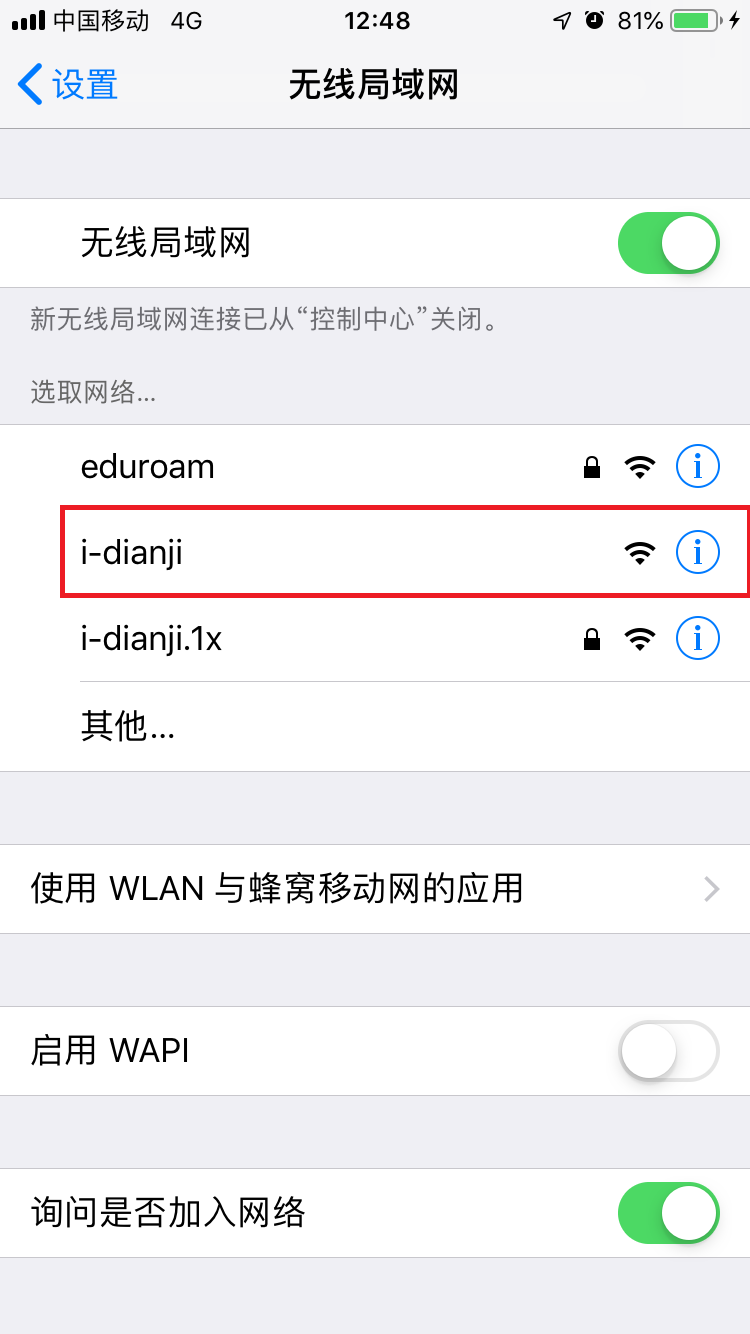 中国移动 4G 12:48 81%
设置 无线局域网
无线局域网
新无线局域网连接已从“控制中心”关闭。
选取网络...
eduroam
i-dianji
i-dianji.1x
其他...
使用 WLAN 与蜂窝移动网的应用
启用 WAPI
询问是否加入网络